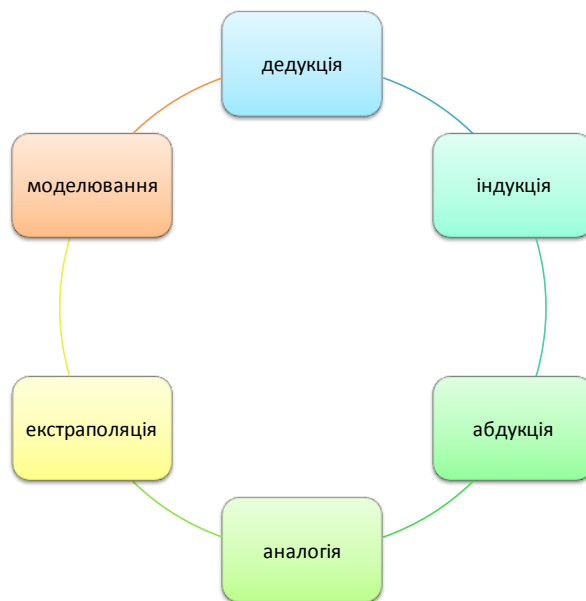 дедукція
індукція
абдукція
аналогія
екстраполяція
моделювання